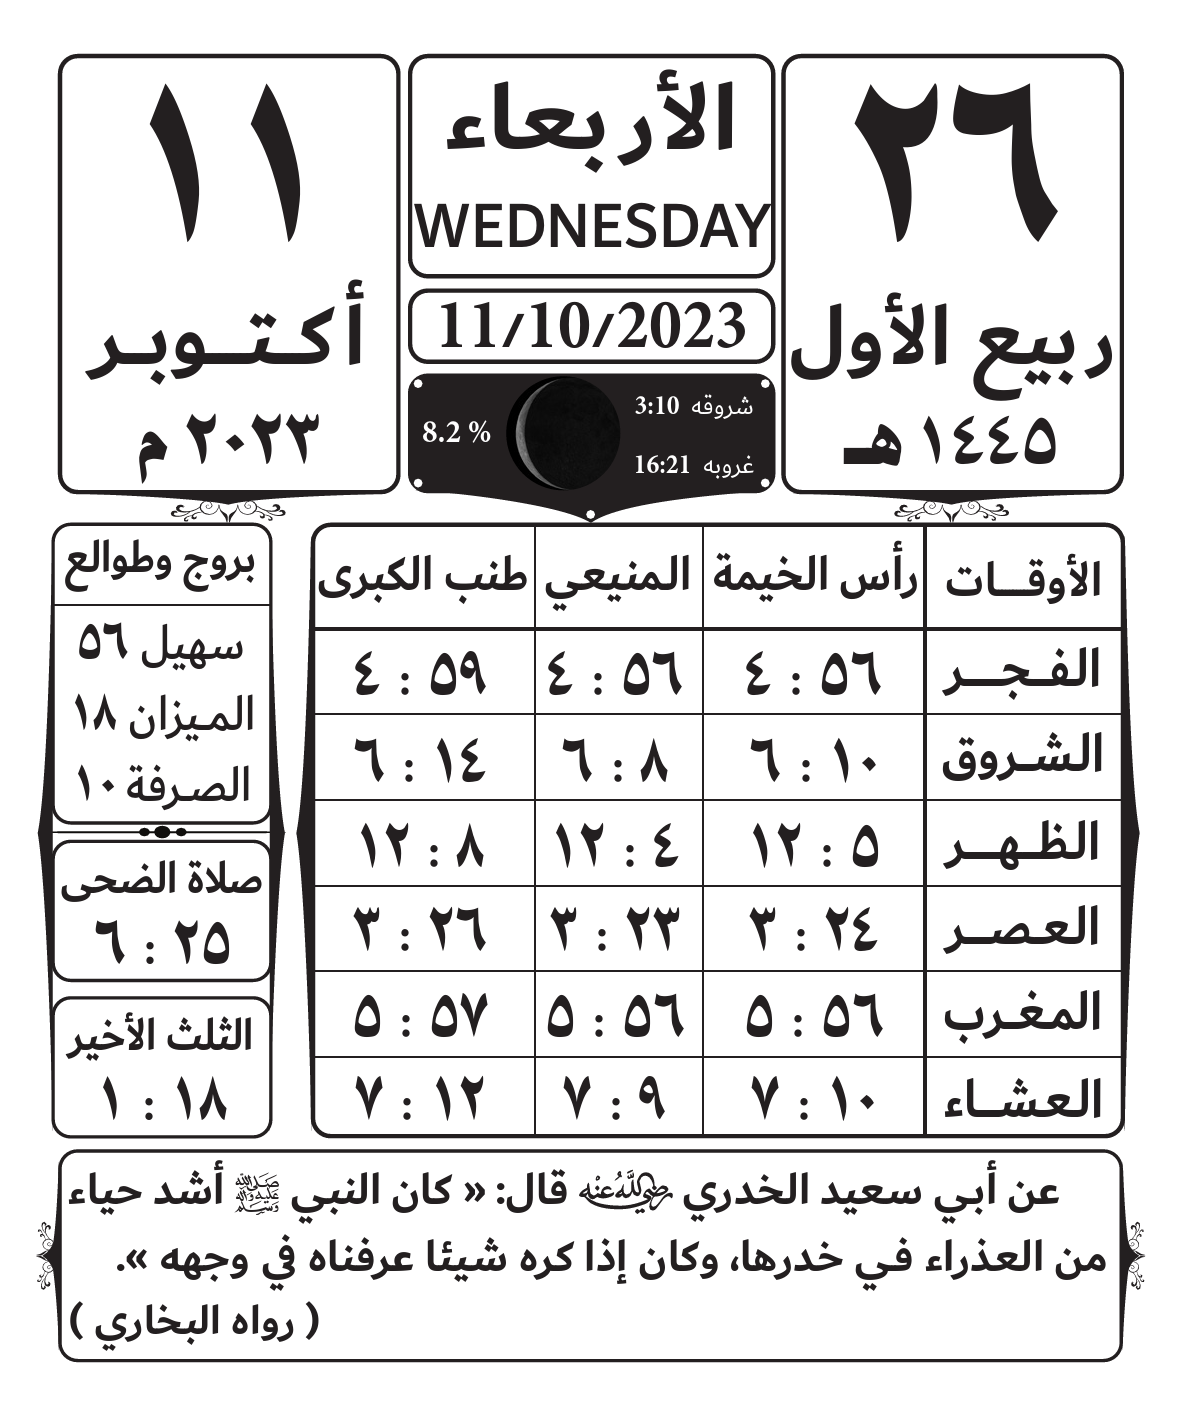 ٢٦
ربيع الأول
١٤٤٥ هـ
الأربعاء
WEDNESDAY
11/10/2023
شروقه 3:10
غروبه 16:21
8.2 %
١١
أكتوبر
٢٠٢٣ م
الأوقات رأس الخيمة المنيعي طنب الكبرى
الفجر ٥٦ : ٤ ٥٦ : ٤ ٥٩ : ٤
الشروق ١٠ : ٦ ٨ : ٦ ١٤ : ٦
الظهر ٥ : ١٢ ٤ : ١٢ ٨ : ١٢
العصر ٢٤ : ٣ ٢٣ : ٣ ٢٦ : ٣
المغرب ٥٦ : ٥ ٥٦ : ٥ ٥٧ : ٥
العشاء ١٠ : ٧ ٩ : ٧ ١٢ : ٧
بروج وطوالع
سهيل ٥٦
الميزان ١٨
الصرفة ١٠
صلاة الضحى
٢٥ : ٦
الثلث الأخير
١٨ : ١
عن أبي سعيد الخدري رضي الله عنه قال: « كان النبي ﷺ أشد حياء
من العذراء في خدرها، وكان إذا كره شيئا عرفناه في وجهه ».
( رواه البخاري )